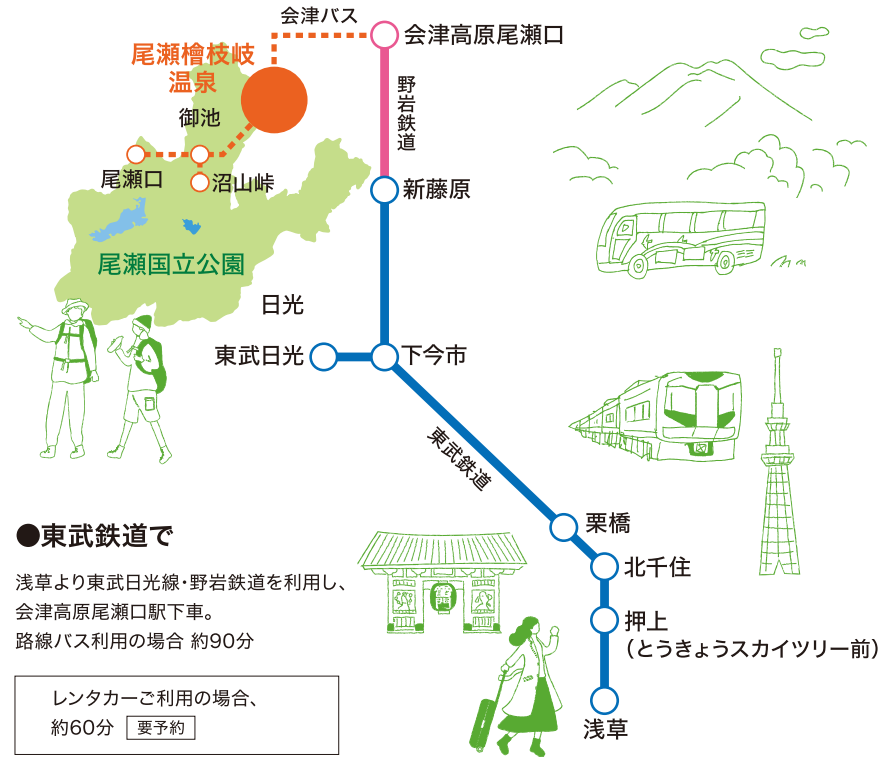 会津バス
会津高原尾瀬口
尾瀬檜枝岐
温泉
野岩鉄道
御池
尾瀬口
沼山峠
新藤原
尾瀬国立公園
日光
東武日光
下今市
東武鉄道
栗橋
北千住
押上
（とうきょうスカイツリー前）
浅草
●東武鉄道で
浅草より東武日光線・野岩鉄道を利用し、
会津高原尾瀬口駅下車。
路線バス利用の場合 約90分
レンタカーご利用の場合、
約60分 要予約